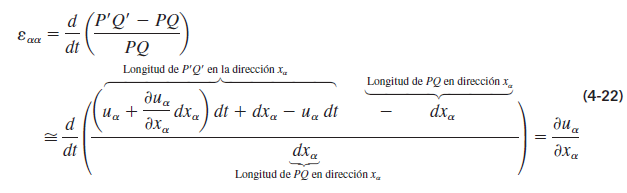 ε_αα = d/dt ((P'Q' − PQ)/PQ)
Longitud de P'Q' en la dirección x_α
Longitud de PQ en dirección x_α
≅ d/dt (((u_α + ∂u_α/∂x_α dx_α) dt + dx_α − u_α dt − dx_α)/dx_α) = ∂u_α/∂x_α
(4-22)
Longitud de PQ en dirección x_α